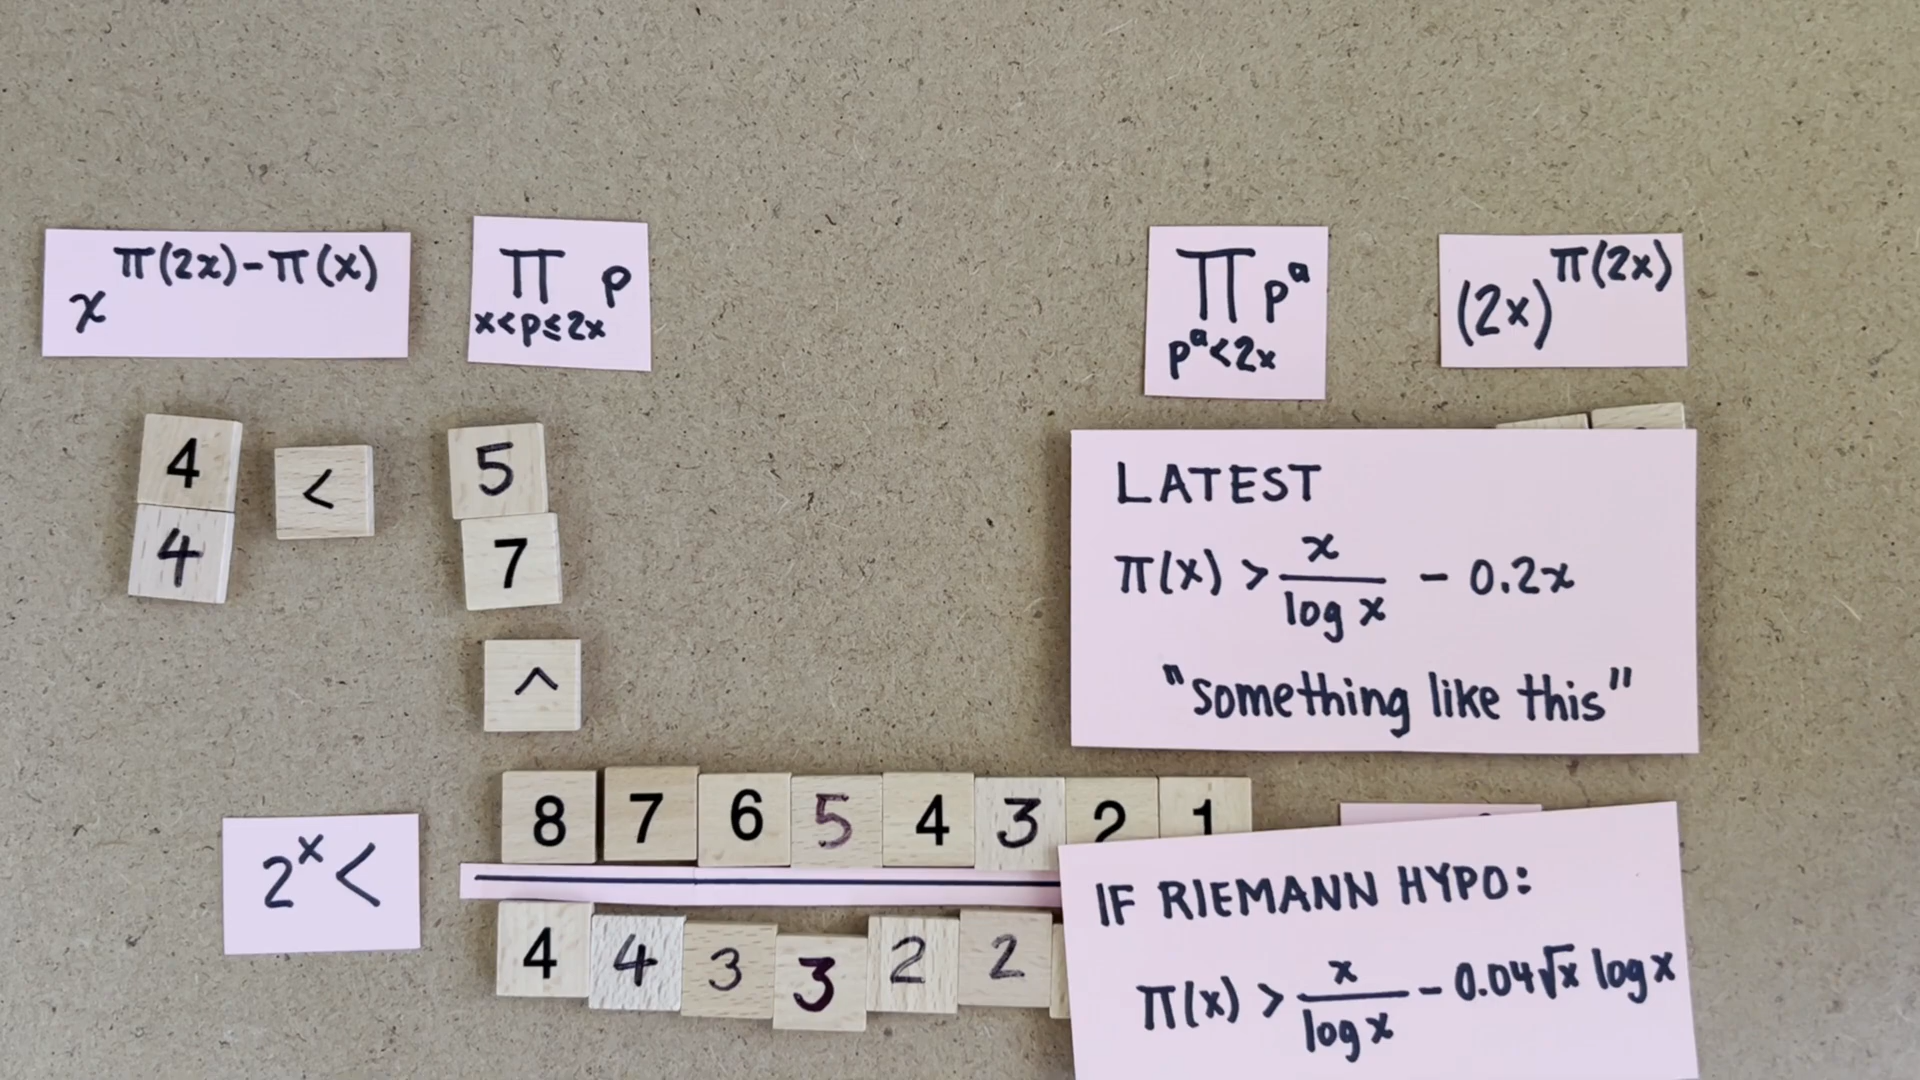 x^{π(2x)-π(x)}
∏ p
x<p≤2x
∏ p^a
p^a<2x
(2x)^{π(2x)}
4 < 5
4 7
^
LATEST
π(x) > x/log x - 0.2x
"something like this"
8 7 6 5 4 3 2 1
2^x <
4 4 3 3 2 2
IF RIEMANN HYPO:
π(x) > x/log x - 0.04√x log x